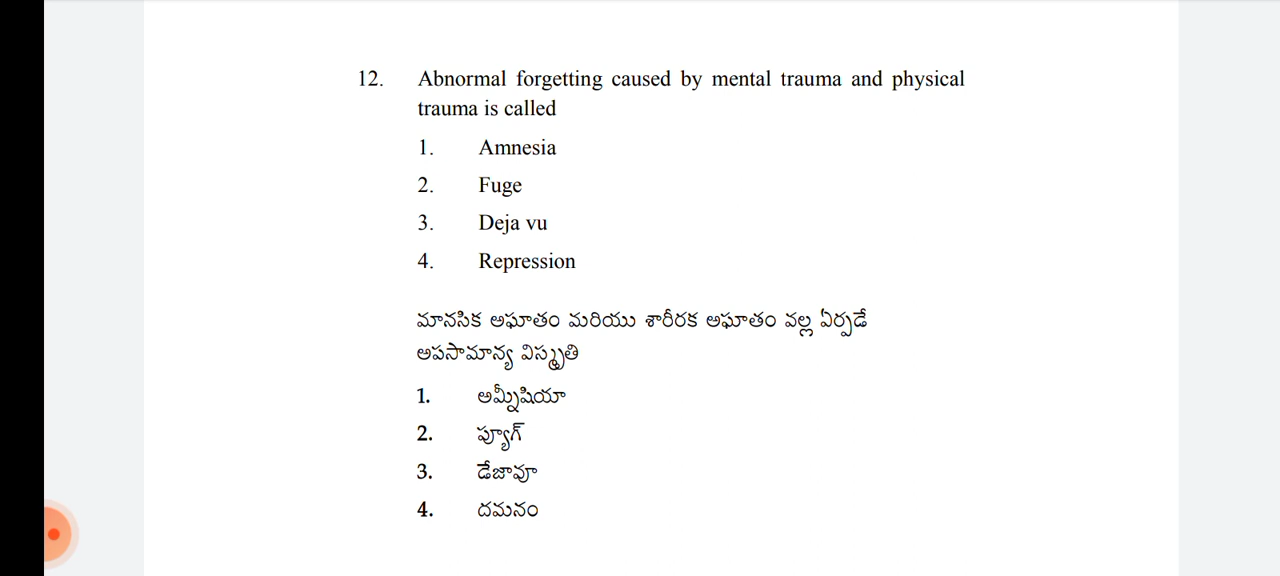 12. Abnormal forgetting caused by mental trauma and physical
trauma is called
1. Amnesia
2. Fuge
3. Deja vu
4. Repression
మానసిక అఘాతం మరియు శారీరక అఘాతం వల్ల ఏర్పడే
అపసామాన్య విస్మృతి
1. అమ్నీషియా
2. ఫ్యూగ్
3. డేజావూ
4. దమనం